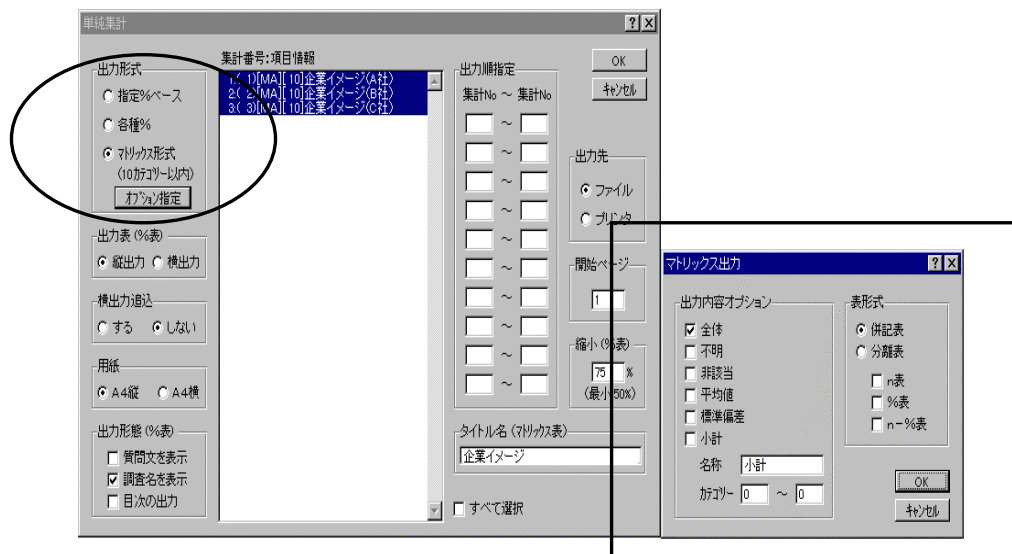 単純集計
出力形式
指定%ベース
各種%
マトリックス形式
(10カテゴリー以内)
オプション指定
出力表(%表)
縦出力 横出力
横出力追込
する しない
用紙
A4縦 A4横
出力形態(%表)
質問文を表示
調査名を表示
目次の出力
集計番号:項目情報
1:( 1)[MA][ 10]企業イメージ(A社)
2:( 2)[MA][ 10]企業イメージ(B社)
3:( 3)[MA][ 10]企業イメージ(C社)
出力順指定
集計No ～ 集計No
～
～
～
～
～
～
～
～
～
～
タイトル名(マトリックス表)
企業イメージ
すべて選択
OK
キャンセル
出力先
ファイル
プリンタ
開始ページ
1
縮小(%表)
75 %
(最小50%)
マトリックス出力
出力内容オプション
全体
不明
非該当
平均値
標準偏差
小計
名称 小計
カテゴリー 0 ～ 0
表形式
併記表
分離表
n表
%表
n-%表
OK
キャンセル